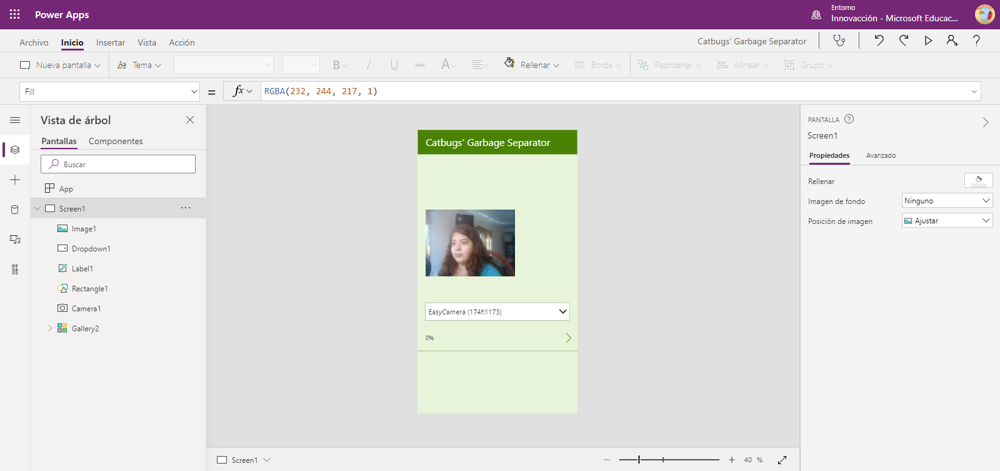 Power Apps
Entorno
Innovacción - Microsoft Educac...
Archivo Inicio Insertar Vista Acción
Catbugs' Garbage Separator
Nueva pantalla Tema B / U abc A Rellenar Borde Reordenar Alinear Grupo
Fill = fx RGBA(232, 244, 217, 1)
Vista de árbol
Pantallas Componentes
Buscar
App
Screen1 ...
Image1
Dropdown1
Label1
Rectangle1
Camera1
Gallery2
Catbugs' Garbage Separator
EasyCamera (174f:1173)
0%
Screen1
40 %
PANTALLA ?
Screen1
Propiedades Avanzado
Rellenar
Imagen de fondo Ninguno
Posición de imagen Ajustar